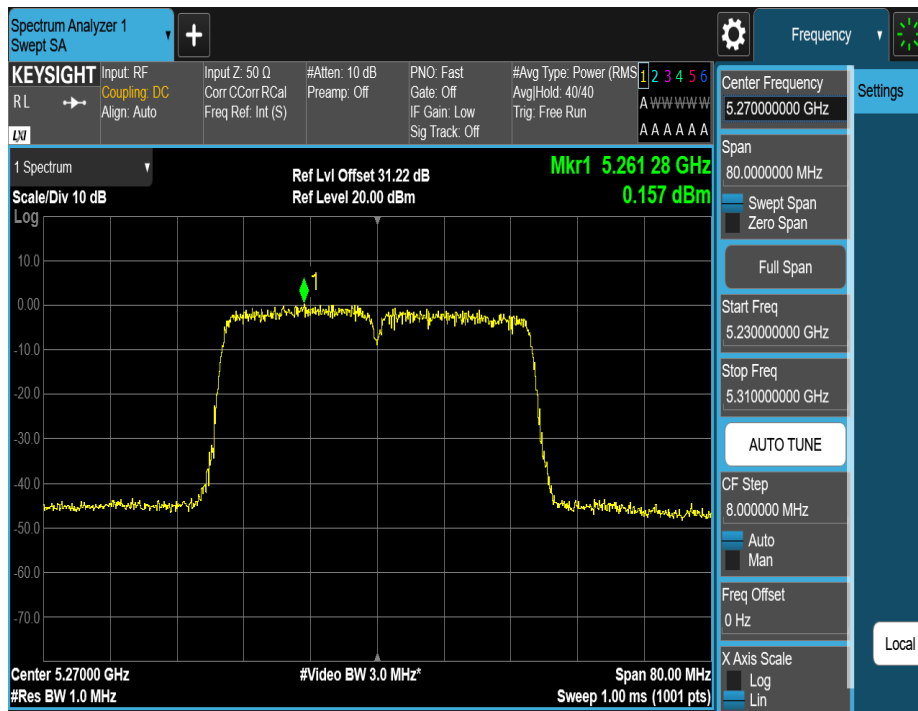 Spectrum Analyzer 1
Swept SA
+
Frequency
KEYSIGHT
R L
LXI
Input: RF
Coupling: DC
Align: Auto
Input Z: 50 Ω
Corr CCorr RCal
Freq Ref: Int (S)
#Atten: 10 dB
Preamp: Off
PNO: Fast
Gate: Off
IF Gain: Low
Sig Track: Off
#Avg Type: Power (RMS
Avg|Hold: 40/40
Trig: Free Run
1 2 3 4 5 6
A W W W W W
A A A A A A
1 Spectrum
Scale/Div 10 dB
Log
Ref Lvl Offset 31.22 dB
Ref Level 20.00 dBm
Mkr1 5.261 28 GHz
0.157 dBm
10.0
0.00
-10.0
-20.0
-30.0
-40.0
-50.0
-60.0
-70.0
1
Center 5.27000 GHz
#Res BW 1.0 MHz
#Video BW 3.0 MHz*
Span 80.00 MHz
Sweep 1.00 ms (1001 pts)
Center Frequency
5.270000000 GHz
Span
80.0000000 MHz
Swept Span
Zero Span
Full Span
Start Freq
5.230000000 GHz
Stop Freq
5.310000000 GHz
AUTO TUNE
CF Step
8.000000 MHz
Auto
Man
Freq Offset
0 Hz
X Axis Scale
Log
Lin
Settings
Local